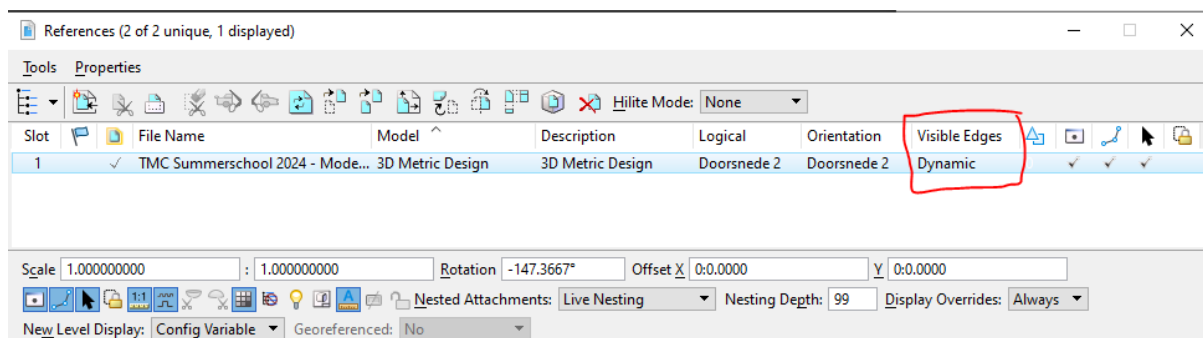 References (2 of 2 unique, 1 displayed)
Tools Properties
Hilite Mode: None
Slot File Name Model Description Logical Orientation Visible Edges
1 TMC Summerschool 2024 - Mode... 3D Metric Design 3D Metric Design Doorsnede 2 Doorsnede 2 Dynamic
Scale 1.000000000 : 1.000000000 Rotation -147.3667° Offset X 0:0.0000 Y 0:0.0000
1:1 A Nested Attachments: Live Nesting Nesting Depth: 99 Display Overrides: Always
New Level Display: Config Variable Georeferenced: No